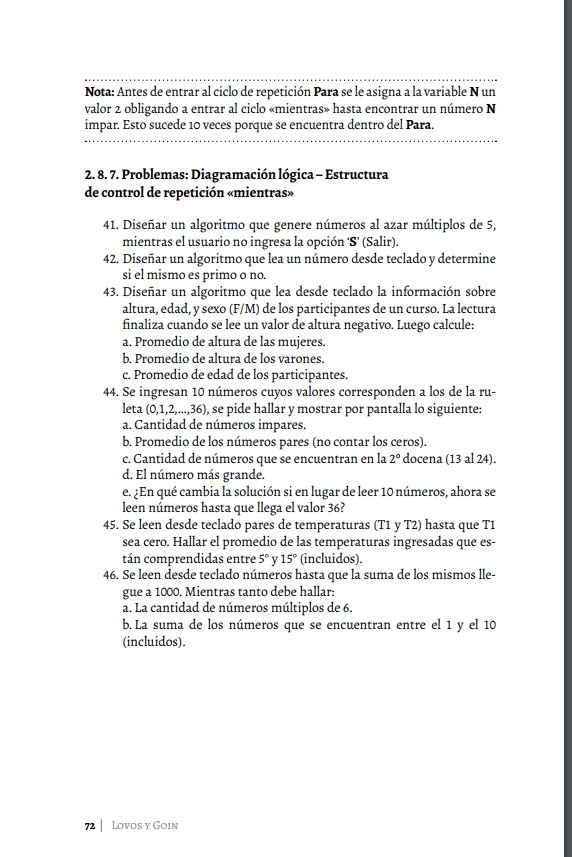 Nota: Antes de entrar al ciclo de repetición Para se le asigna a la variable N un
valor 2 obligando a entrar al ciclo «mientras» hasta encontrar un número N
impar. Esto sucede 10 veces porque se encuentra dentro del Para.
2. 8. 7. Problemas: Diagramación lógica – Estructura
de control de repetición «mientras»
41. Diseñar un algoritmo que genere números al azar múltiplos de 5,
mientras el usuario no ingresa la opción ‘S’ (Salir).
42. Diseñar un algoritmo que lea un número desde teclado y determine
si el mismo es primo o no.
43. Diseñar un algoritmo que lea desde teclado la información sobre
altura, edad, y sexo (F/M) de los participantes de un curso. La lectura
finaliza cuando se lee un valor de altura negativo. Luego calcule:
a. Promedio de altura de las mujeres.
b. Promedio de altura de los varones.
c. Promedio de edad de los participantes.
44. Se ingresan 10 números cuyos valores corresponden a los de la ru-
leta (0,1,2,...,36), se pide hallar y mostrar por pantalla lo siguiente:
a. Cantidad de números impares.
b. Promedio de los números pares (no contar los ceros).
c. Cantidad de números que se encuentran en la 2° docena (13 al 24).
d. El número más grande.
e. ¿En qué cambia la solución si en lugar de leer 10 números, ahora se
leen números hasta que llega el valor 36?
45. Se leen desde teclado pares de temperaturas (T1 y T2) hasta que T1
sea cero. Hallar el promedio de las temperaturas ingresadas que es-
tán comprendidas entre 5° y 15° (incluidos).
46. Se leen desde teclado números hasta que la suma de los mismos lle-
gue a 1000. Mientras tanto debe hallar:
a. La cantidad de números múltiplos de 6.
b. La suma de los números que se encuentran entre el 1 y el 10
(incluidos).
72 | Lovos y Goin